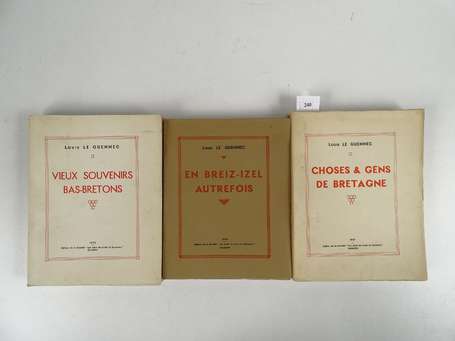 240
LOUIS LE GUENNEC
VIEUX SOUVENIRS
BAS-BRETONS
LOUIS LE GUENNEC
EN BREIZ-IZEL
AUTREFOIS
LOUIS LE GUENNEC
CHOSES & GENS
DE BRETAGNE